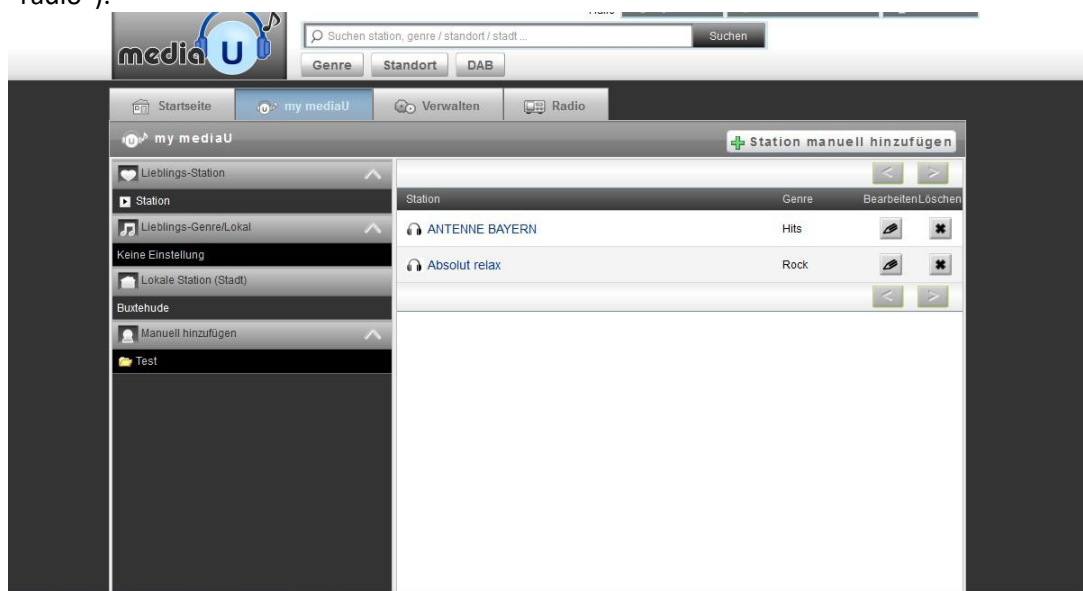 radio").
media U
Suchen station, genre / standort / stadt ...
Suchen
Genre Standort DAB
Startseite my mediaU Verwalten Radio
my mediaU
Station manuell hinzufügen
Lieblings-Station
< >
Station
Station Genre Bearbeiten Löschen
Lieblings-Genre/Lokal
ANTENNE BAYERN Hits
Keine Einstellung
Absolut relax Rock
Lokale Station (Stadt)
< >
Buxtehude
Manuell hinzufügen
Test